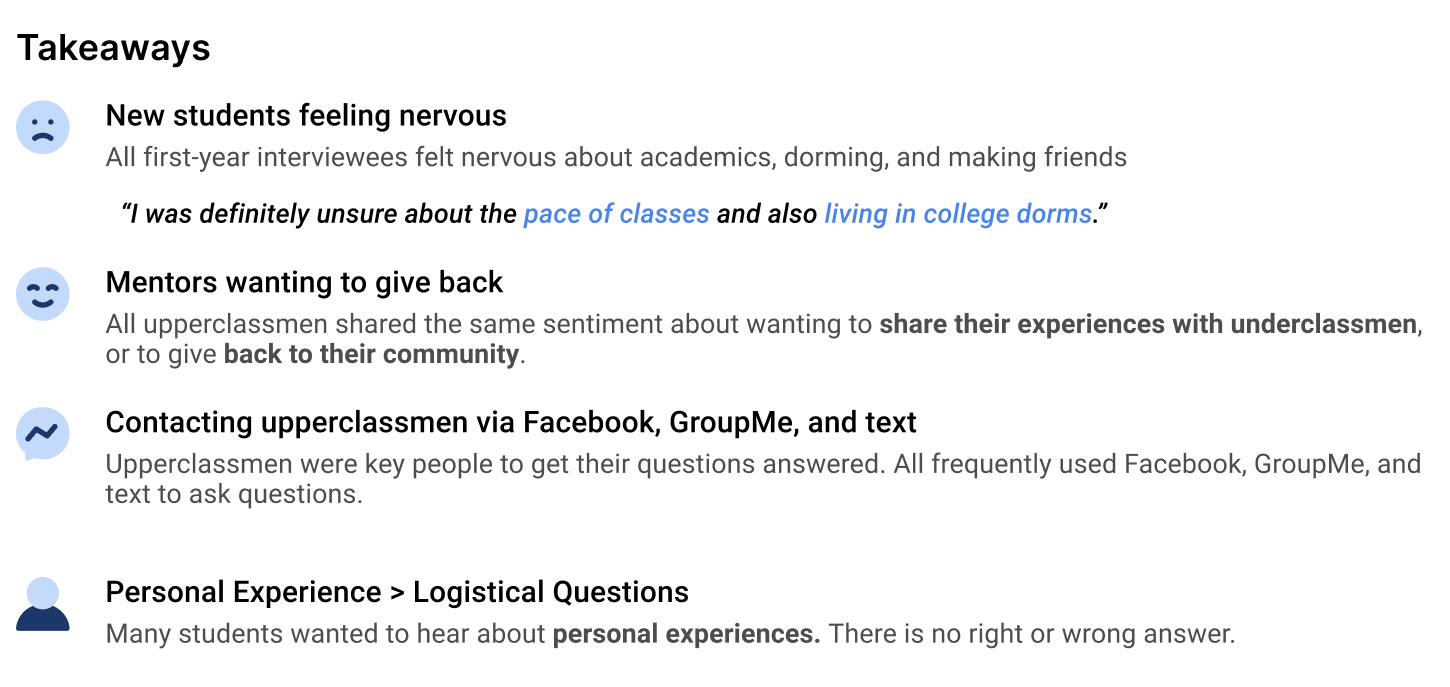 Takeaways
New students feeling nervous
All first-year interviewees felt nervous about academics, dorming, and making friends
“I was definitely unsure about the pace of classes and also living in college dorms.”
Mentors wanting to give back
All upperclassmen shared the same sentiment about wanting to share their experiences with underclassmen,
or to give back to their community.
Contacting upperclassmen via Facebook, GroupMe, and text
Upperclassmen were key people to get their questions answered. All frequently used Facebook, GroupMe, and
text to ask questions.
Personal Experience > Logistical Questions
Many students wanted to hear about personal experiences. There is no right or wrong answer.